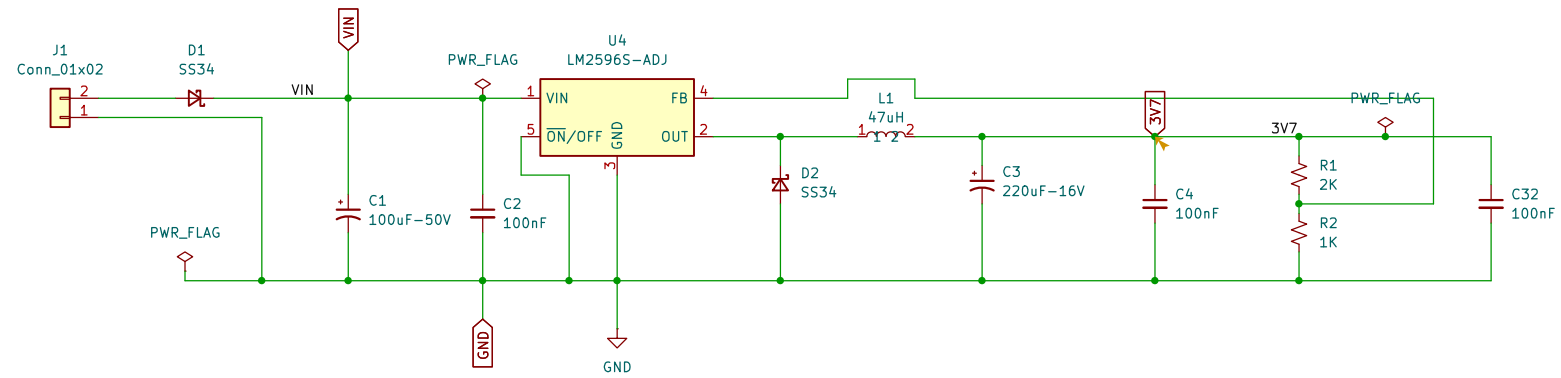 J1
Conn_01x02
2
1
D1
SS34
VIN
VIN
PWR_FLAG
U4
LM2596S-ADJ
1
VIN
FB
4
5
ON/OFF
GND
OUT
2
3
L1
47uH
1
2
1
2
3V7
3V7
PWR_FLAG
D2
SS34
C3
220uF-16V
C4
100nF
R1
2K
R2
1K
C32
100nF
C1
100uF-50V
C2
100nF
PWR_FLAG
GND
GND